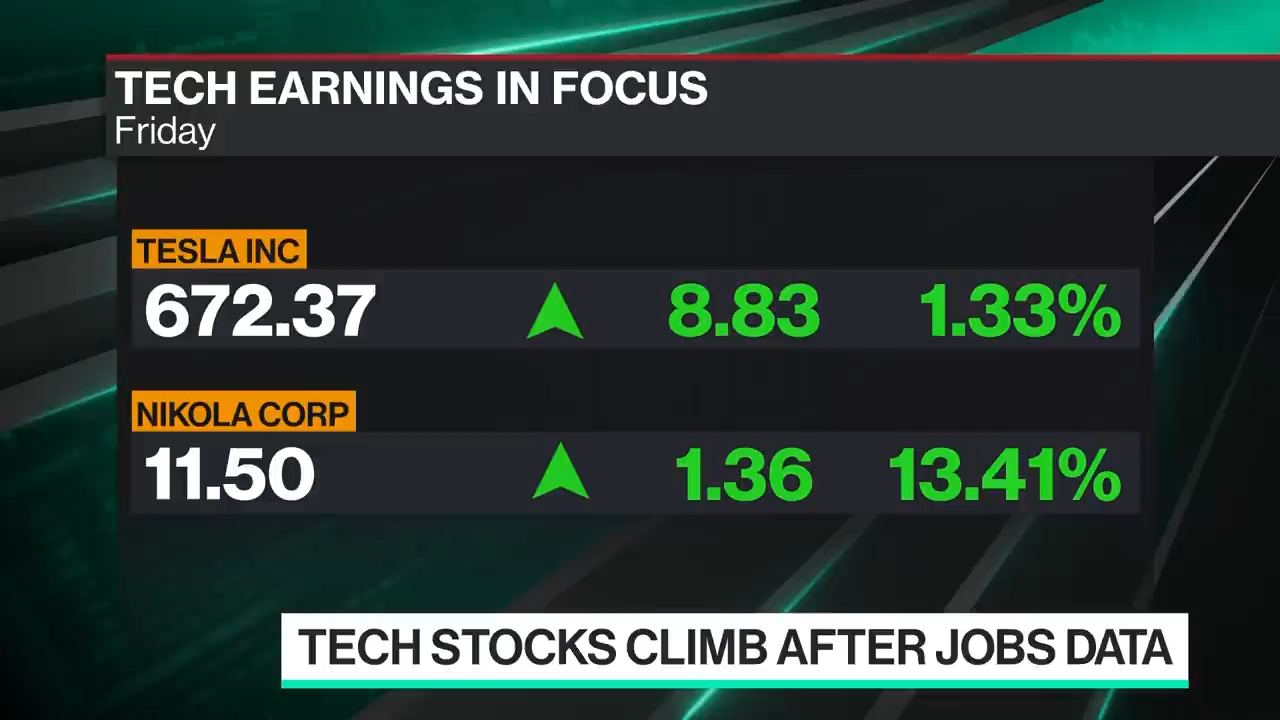 TECH EARNINGS IN FOCUS
Friday
TESLA INC
672.37 ▲ 8.83 1.33%
NIKOLA CORP
11.50 ▲ 1.36 13.41%
TECH STOCKS CLIMB AFTER JOBS DATA